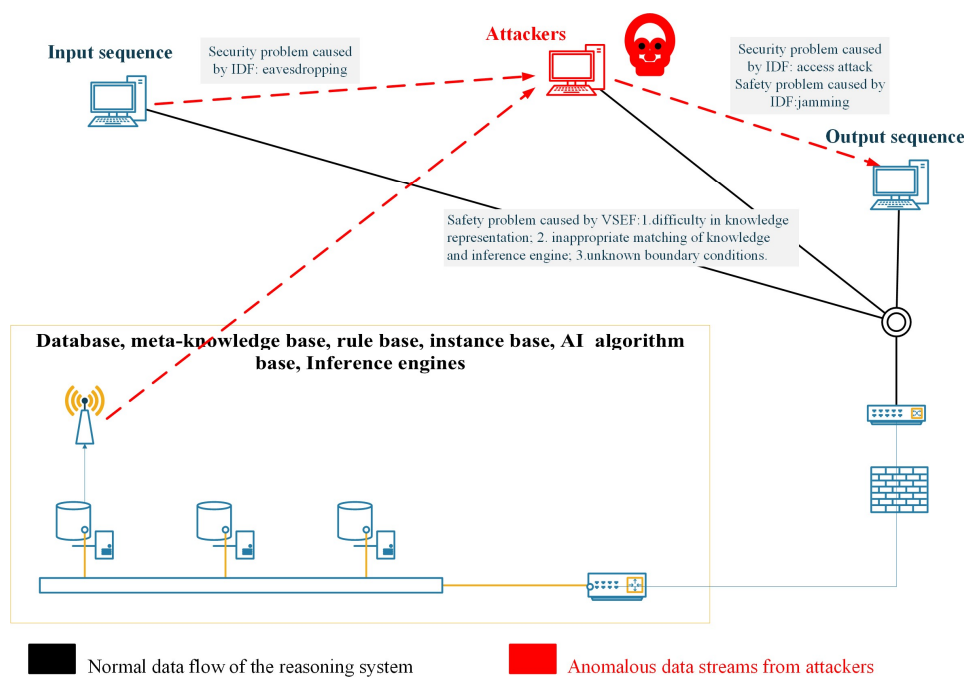 Input sequence
Security problem caused
by IDF: eavesdropping
Attackers
Security problem caused
by IDF: access attack
Safety problem caused by
IDF:jamming
Output sequence
Safety problem caused by VSEF:1.difficulty in knowledge
representation; 2. inappropriate matching of knowledge
and inference engine; 3.unknown boundary conditions.
Database, meta-knowledge base, rule base, instance base, AI algorithm
base, Inference engines
Normal data flow of the reasoning system
Anomalous data streams from attackers